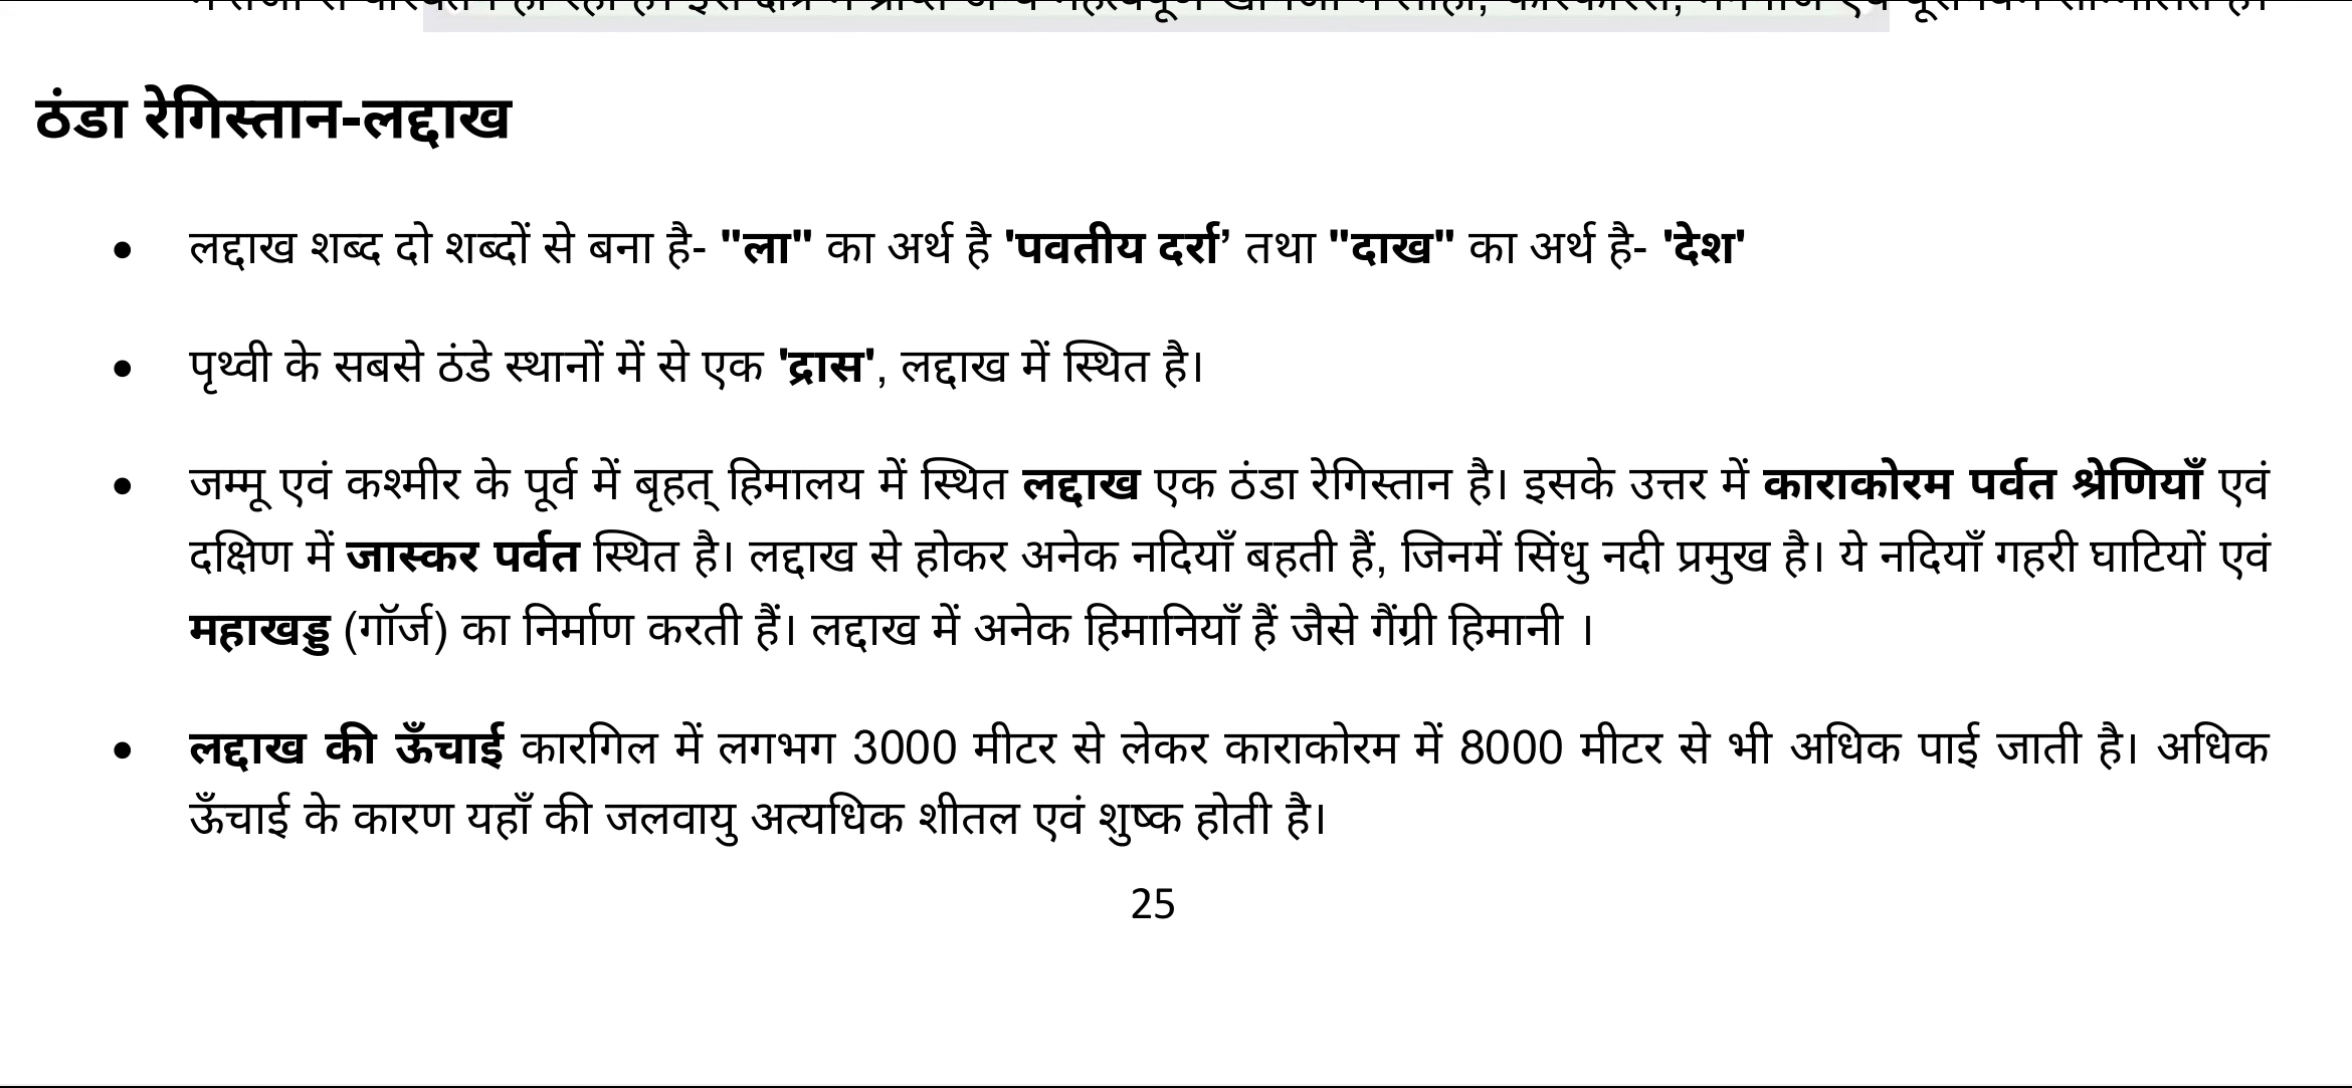 ठंडा रेगिस्तान-लद्दाख
• लद्दाख शब्द दो शब्दों से बना है- "ला" का अर्थ है 'पवतीय दर्रा’ तथा "दाख" का अर्थ है- 'देश'
• पृथ्वी के सबसे ठंडे स्थानों में से एक 'द्रास', लद्दाख में स्थित है।
• जम्मू एवं कश्मीर के पूर्व में बृहत् हिमालय में स्थित लद्दाख एक ठंडा रेगिस्तान है। इसके उत्तर में काराकोरम पर्वत श्रेणियाँ एवं
दक्षिण में जास्कर पर्वत स्थित है। लद्दाख से होकर अनेक नदियाँ बहती हैं, जिनमें सिंधु नदी प्रमुख है। ये नदियाँ गहरी घाटियों एवं
महाखड्ड (गॉर्ज) का निर्माण करती हैं। लद्दाख में अनेक हिमानियाँ हैं जैसे गैंग्री हिमानी ।
• लद्दाख की ऊँचाई कारगिल में लगभग 3000 मीटर से लेकर काराकोरम में 8000 मीटर से भी अधिक पाई जाती है। अधिक
ऊँचाई के कारण यहाँ की जलवायु अत्यधिक शीतल एवं शुष्क होती है।
25